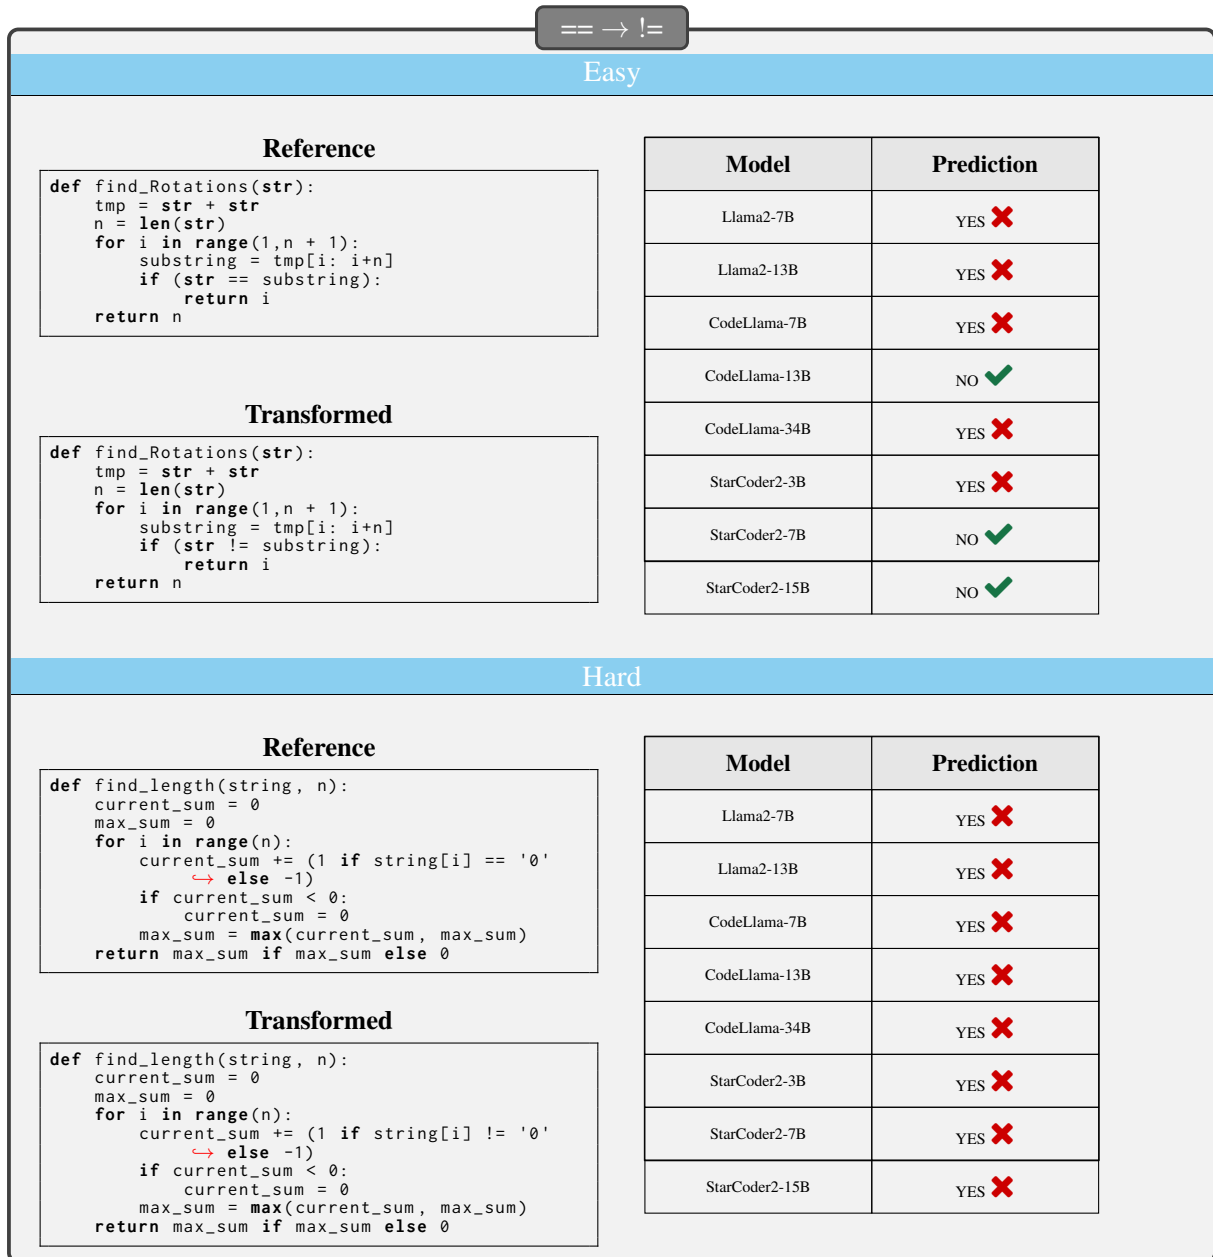 == → !=
Easy
Reference
def find_Rotations(str):
    tmp = str + str
    n = len(str)
    for i in range(1,n + 1):
        substring = tmp[i: i+n]
        if (str == substring):
            return i
    return n
Transformed
def find_Rotations(str):
    tmp = str + str
    n = len(str)
    for i in range(1,n + 1):
        substring = tmp[i: i+n]
        if (str != substring):
            return i
    return n
Model Prediction
Llama2-7B YES ✖
Llama2-13B YES ✖
CodeLlama-7B YES ✖
CodeLlama-13B NO ✔
CodeLlama-34B YES ✖
StarCoder2-3B YES ✖
StarCoder2-7B NO ✔
StarCoder2-15B NO ✔
Hard
Reference
def find_length(string, n):
    current_sum = 0
    max_sum = 0
    for i in range(n):
        current_sum += (1 if string[i] == '0'
            ↪ else -1)
        if current_sum < 0:
            current_sum = 0
        max_sum = max(current_sum, max_sum)
    return max_sum if max_sum else 0
Transformed
def find_length(string, n):
    current_sum = 0
    max_sum = 0
    for i in range(n):
        current_sum += (1 if string[i] != '0'
            ↪ else -1)
        if current_sum < 0:
            current_sum = 0
        max_sum = max(current_sum, max_sum)
    return max_sum if max_sum else 0
Model Prediction
Llama2-7B YES ✖
Llama2-13B YES ✖
CodeLlama-7B YES ✖
CodeLlama-13B YES ✖
CodeLlama-34B YES ✖
StarCoder2-3B YES ✖
StarCoder2-7B YES ✖
StarCoder2-15B YES ✖